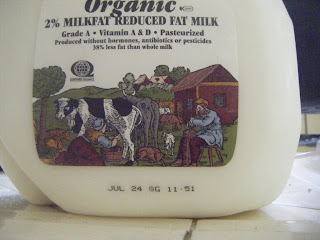 Organic
2% MILKFAT REDUCED FAT MILK
Grade A • Vitamin A & D • Pasteurized
Produced without hormones, antibiotics or pesticides
38% less fat than whole milk
JUL 24 OG 11:51